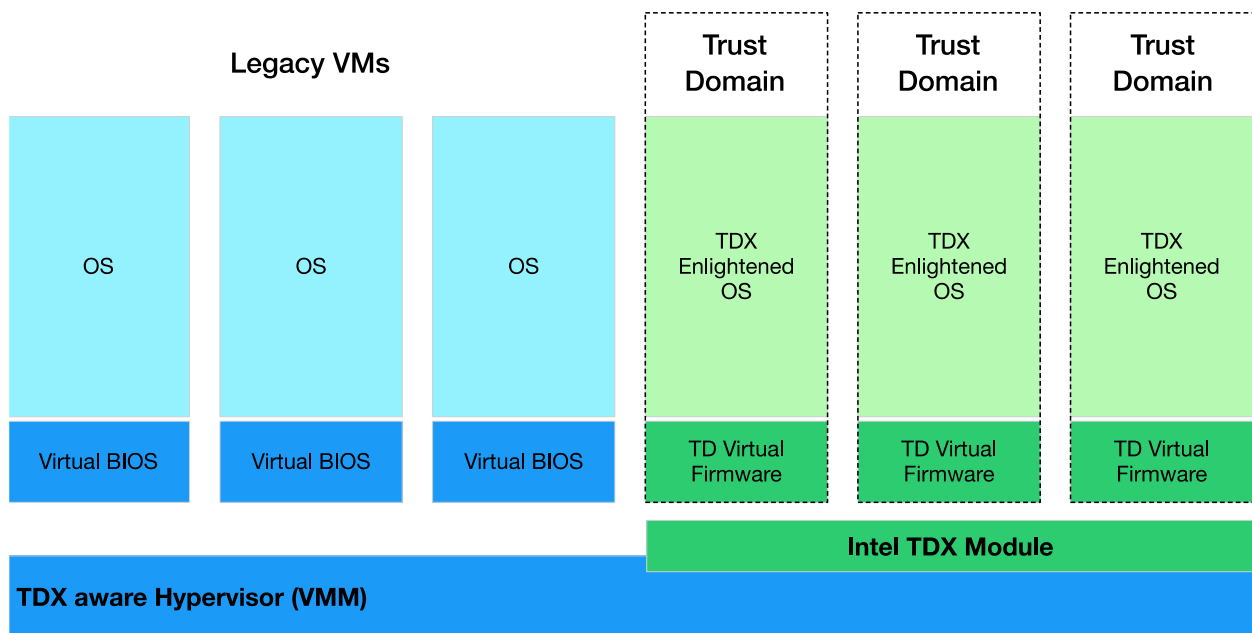 Legacy VMs
Trust
Domain
Trust
Domain
Trust
Domain
OS
OS
OS
TDX
Enlightened
OS
TDX
Enlightened
OS
TDX
Enlightened
OS
Virtual BIOS
Virtual BIOS
Virtual BIOS
TD Virtual
Firmware
TD Virtual
Firmware
TD Virtual
Firmware
Intel TDX Module
TDX aware Hypervisor (VMM)